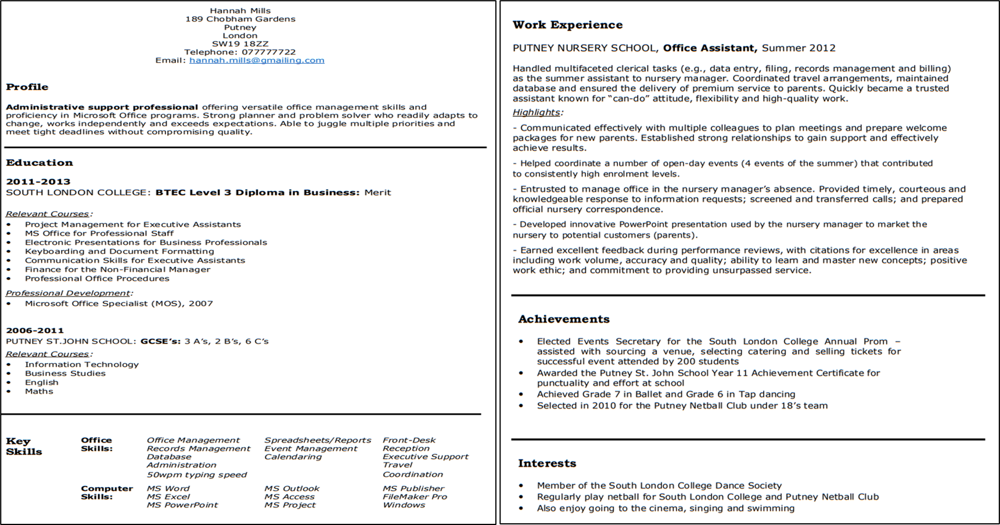 Hannah Mills
189 Chobham Gardens
Putney
London
SW19 18ZZ
Telephone: 077777722
Email: hannah.mills@gmailing.com
Profile
Administrative support professional offering versatile office management skills and
proficiency in Microsoft Office programs. Strong planner and problem solver who readily adapts to
change, works independently and exceeds expectations. Able to juggle multiple priorities and
meet tight deadlines without compromising quality.
Education
2011-2013
SOUTH LONDON COLLEGE: BTEC Level 3 Diploma in Business: Merit
Relevant Courses:
• Project Management for Executive Assistants
• MS Office for Professional Staff
• Electronic Presentations for Business Professionals
• Keyboarding and Document Formatting
• Communication Skills for Executive Assistants
• Finance for the Non-Financial Manager
• Professional Office Procedures
Professional Development:
• Microsoft Office Specialist (MOS), 2007
2006-2011
PUTNEY ST.JOHN SCHOOL: GCSE's: 3 A's, 2 B's, 6 C's
Relevant Courses:
• Information Technology
• Business Studies
• English
• Maths
Key Office Office Management Spreadsheets/Reports Front-Desk
Skills Skills: Records Management Event Management Reception
Database Calendaring Executive Support
Administration Travel
50wpm typing speed Coordination
Computer MS Word MS Outlook MS Publisher
Skills: MS Excel MS Access FileMaker Pro
MS PowerPoint MS Project Windows
Work Experience
PUTNEY NURSERY SCHOOL, Office Assistant, Summer 2012
Handled multifaceted clerical tasks (e.g., data entry, filing, records management and billing)
as the summer assistant to nursery manager. Coordinated travel arrangements, maintained
database and ensured the delivery of premium service to parents. Quickly became a trusted
assistant known for “can-do” attitude, flexibility and high-quality work.
Highlights:
- Communicated effectively with multiple colleagues to plan meetings and prepare welcome
packages for new parents. Established strong relationships to gain support and effectively
achieve results.
- Helped coordinate a number of open-day events (4 events of the summer) that contributed
to consistently high enrolment levels.
- Entrusted to manage office in the nursery manager’s absence. Provided timely, courteous and
knowledgeable response to information requests; screened and transferred calls; and prepared
official nursery correspondence.
- Developed innovative PowerPoint presentation used by the nursery manager to market the
nursery to potential customers (parents).
- Earned excellent feedback during performance reviews, with citations for excellence in areas
including work volume, accuracy and quality; ability to learn and master new concepts; positive
work ethic; and commitment to providing unsurpassed service.
Achievements
• Elected Events Secretary for the South London College Annual Prom –
assisted with sourcing a venue, selecting catering and selling tickets for
successful event attended by 200 students
• Awarded the Putney St. John School Year 11 Achievement Certificate for
punctuality and effort at school
• Achieved Grade 7 in Ballet and Grade 6 in Tap dancing
• Selected in 2010 for the Putney Netball Club under 18’s team
Interests
• Member of the South London College Dance Society
• Regularly play netball for South London College and Putney Netball Club
• Also enjoy going to the cinema, singing and swimming